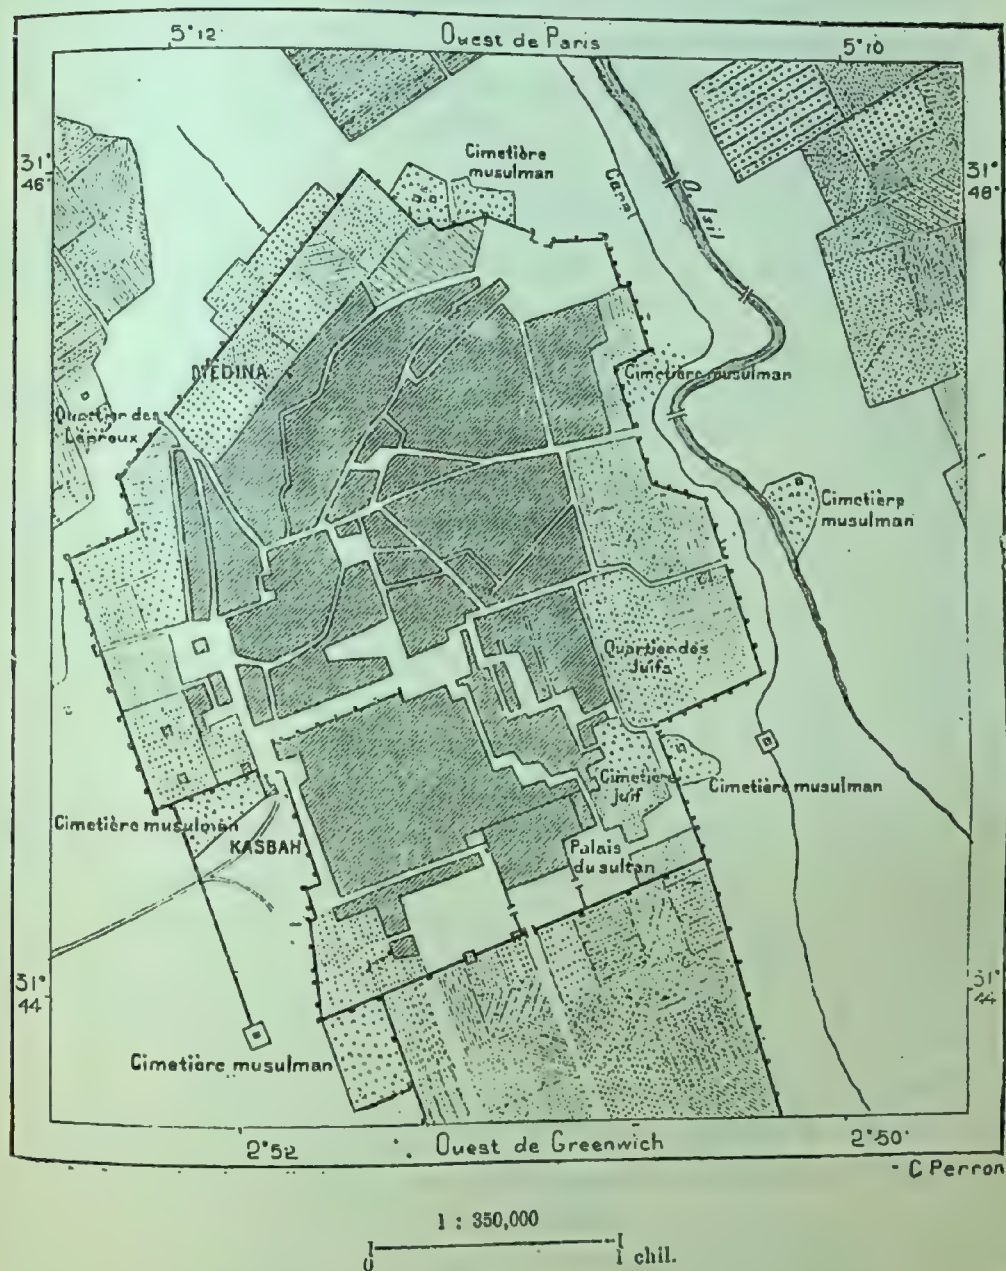 5°12
Ouest de Paris
5°10
31°
46'
31°
48'
Cimetière
musulman
Canal
O. Isil
MEDINA
Cimetière musulman
Quartier des
Lépreux
Cimetière
musulman
Quartier des
Juifs
Cimetière
Juif
Cimetière musulman
Cimetière musulman
KASBAH
Palais
du sultan
31°
44
31°
44
Cimetière musulman
2°52
Ouest de Greenwich
2°50'
C Perron
1 : 350,000
0
1 chil.